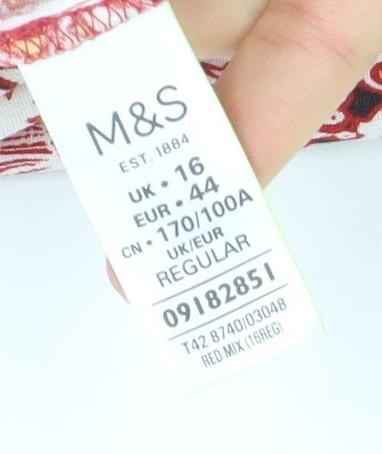 M&S
EST. 1884
UK • 16
EUR • 44
CN • 170/100A
UK/EUR
REGULAR
09182851
T42 8740/03048
RED MIX (16REG)